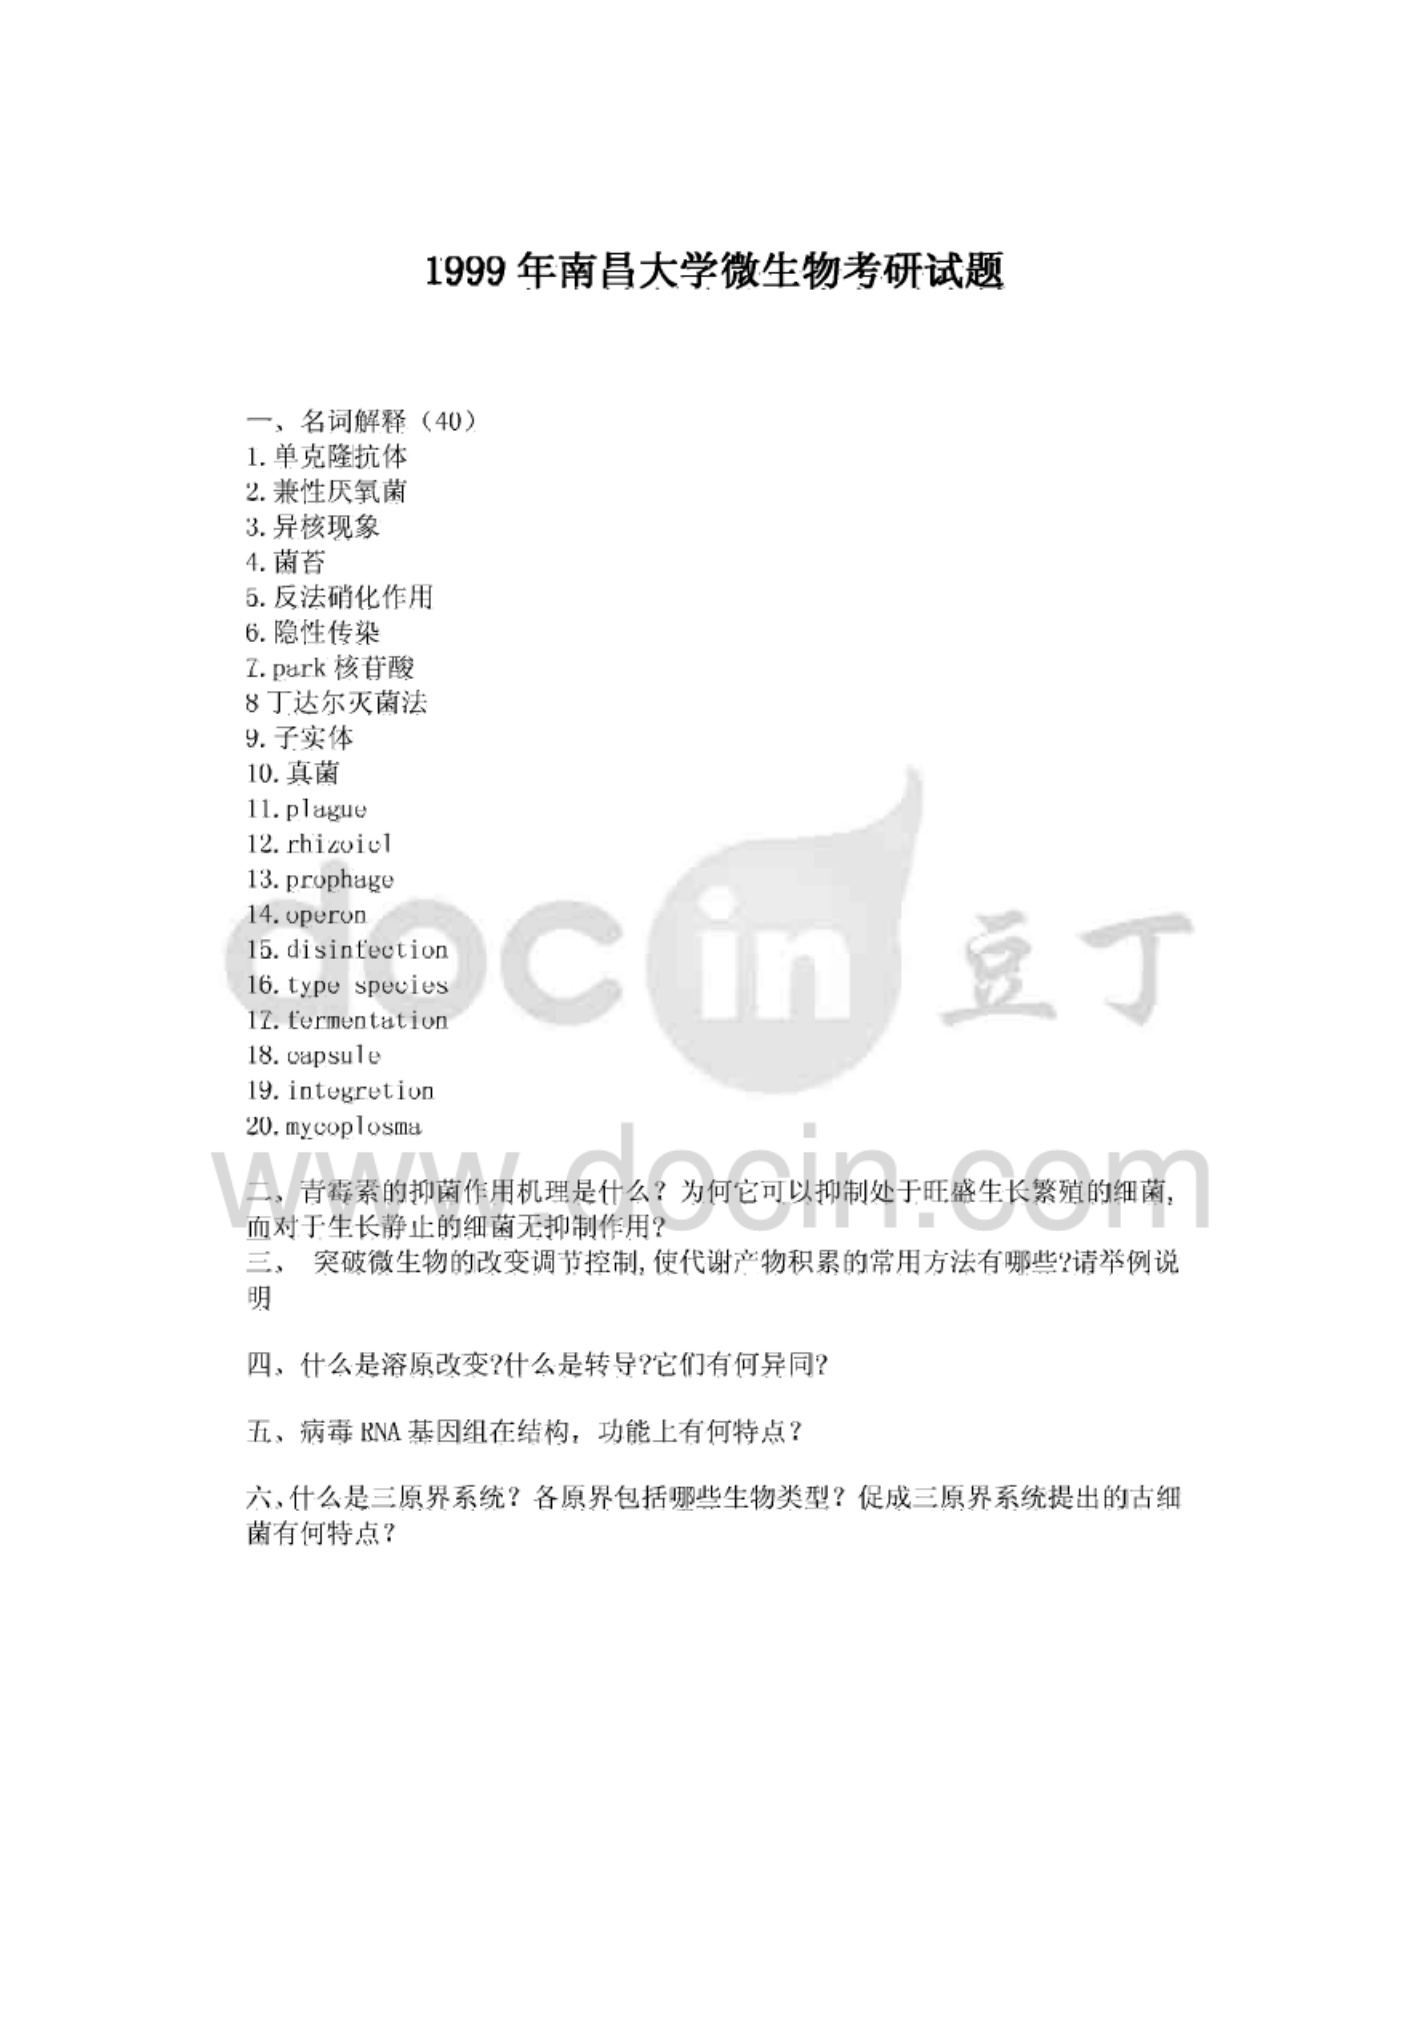 1999年南昌大学微生物考研试题
一、名词解释（40）
1.单克隆抗体
2.兼性厌氧菌
3.异核现象
4.菌苔
5.反法硝化作用
6.隐性传染
7.park核苷酸
8丁达尔灭菌法
9.子实体
10.真菌
11.plague
12.rhizoicl
13.prophage
14.operon
15.disinfection
16.type species
17.fermentation
18.capsule
19.integretion
20.mycoplosma
docin 豆丁
www.docin.com
二、青霉素的抑菌作用机理是什么？为何它可以抑制处于旺盛生长繁殖的细菌，
而对于生长静止的细菌无抑制作用？
三、 突破微生物的改变调节控制,使代谢产物积累的常用方法有哪些?请举例说
明
四、什么是溶原改变?什么是转导?它们有何异同?
五、病毒RNA基因组在结构，功能上有何特点？
六、什么是三原界系统？各原界包括哪些生物类型？促成三原界系统提出的古细
菌有何特点？